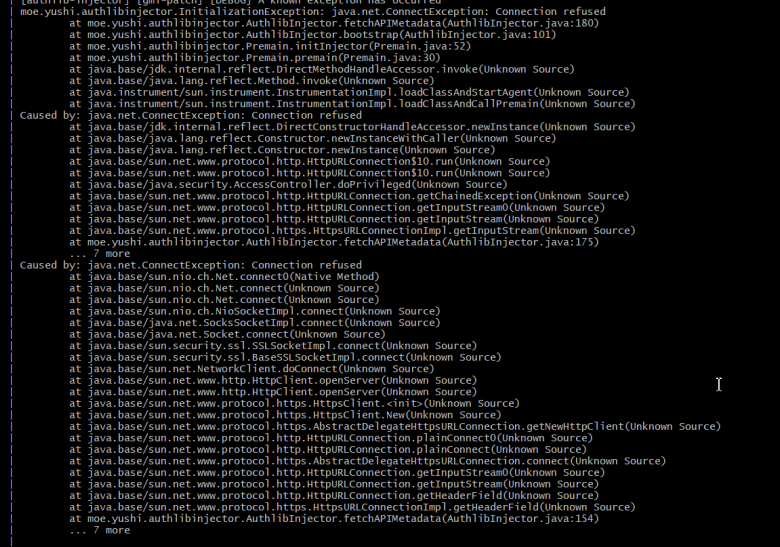 [authlib-injector] [gmf-patch] [DEBUG] A known exception has occurred
moe.yushi.authlibinjector.InitializationException: java.net.ConnectException: Connection refused
at moe.yushi.authlibinjector.AuthlibInjector.fetchAPIMetadata(AuthlibInjector.java:180)
at moe.yushi.authlibinjector.AuthlibInjector.bootstrap(AuthlibInjector.java:101)
at moe.yushi.authlibinjector.Premain.initInjector(Premain.java:52)
at moe.yushi.authlibinjector.Premain.premain(Premain.java:30)
at java.base/jdk.internal.reflect.DirectMethodHandleAccessor.invoke(Unknown Source)
at java.base/java.lang.reflect.Method.invoke(Unknown Source)
at java.instrument/sun.instrument.InstrumentationImpl.loadClassAndStartAgent(Unknown Source)
at java.instrument/sun.instrument.InstrumentationImpl.loadClassAndCallPremain(Unknown Source)
Caused by: java.net.ConnectException: Connection refused
at java.base/jdk.internal.reflect.DirectConstructorHandleAccessor.newInstance(Unknown Source)
at java.base/java.lang.reflect.Constructor.newInstanceWithCaller(Unknown Source)
at java.base/java.lang.reflect.Constructor.newInstance(Unknown Source)
at java.base/sun.net.www.protocol.http.HttpURLConnection$10.run(Unknown Source)
at java.base/sun.net.www.protocol.http.HttpURLConnection$10.run(Unknown Source)
at java.base/java.security.AccessController.doPrivileged(Unknown Source)
at java.base/sun.net.www.protocol.http.HttpURLConnection.getChainedException(Unknown Source)
at java.base/sun.net.www.protocol.http.HttpURLConnection.getInputStream0(Unknown Source)
at java.base/sun.net.www.protocol.http.HttpURLConnection.getInputStream(Unknown Source)
at java.base/sun.net.www.protocol.https.HttpsURLConnectionImpl.getInputStream(Unknown Source)
at moe.yushi.authlibinjector.AuthlibInjector.fetchAPIMetadata(AuthlibInjector.java:175)
... 7 more
Caused by: java.net.ConnectException: Connection refused
at java.base/sun.nio.ch.Net.connect0(Native Method)
at java.base/sun.nio.ch.Net.connect(Unknown Source)
at java.base/sun.nio.ch.Net.connect(Unknown Source)
at java.base/sun.nio.ch.NioSocketImpl.connect(Unknown Source)
at java.base/java.net.SocksSocketImpl.connect(Unknown Source)
at java.base/java.net.Socket.connect(Unknown Source)
at java.base/sun.security.ssl.SSLSocketImpl.connect(Unknown Source)
at java.base/sun.security.ssl.BaseSSLSocketImpl.connect(Unknown Source)
at java.base/sun.net.NetworkClient.doConnect(Unknown Source)
at java.base/sun.net.www.http.HttpClient.openServer(Unknown Source)
at java.base/sun.net.www.http.HttpClient.openServer(Unknown Source)
at java.base/sun.net.www.protocol.https.HttpsClient.<init>(Unknown Source)
at java.base/sun.net.www.protocol.https.HttpsClient.New(Unknown Source)
at java.base/sun.net.www.protocol.https.AbstractDelegateHttpsURLConnection.getNewHttpClient(Unknown Source)
at java.base/sun.net.www.protocol.http.HttpURLConnection.plainConnect0(Unknown Source)
at java.base/sun.net.www.protocol.http.HttpURLConnection.plainConnect(Unknown Source)
at java.base/sun.net.www.protocol.https.AbstractDelegateHttpsURLConnection.connect(Unknown Source)
at java.base/sun.net.www.protocol.http.HttpURLConnection.getInputStream0(Unknown Source)
at java.base/sun.net.www.protocol.http.HttpURLConnection.getInputStream(Unknown Source)
at java.base/sun.net.www.protocol.http.HttpURLConnection.getHeaderField(Unknown Source)
at java.base/sun.net.www.protocol.https.HttpsURLConnectionImpl.getHeaderField(Unknown Source)
at moe.yushi.authlibinjector.AuthlibInjector.fetchAPIMetadata(AuthlibInjector.java:154)
... 7 more